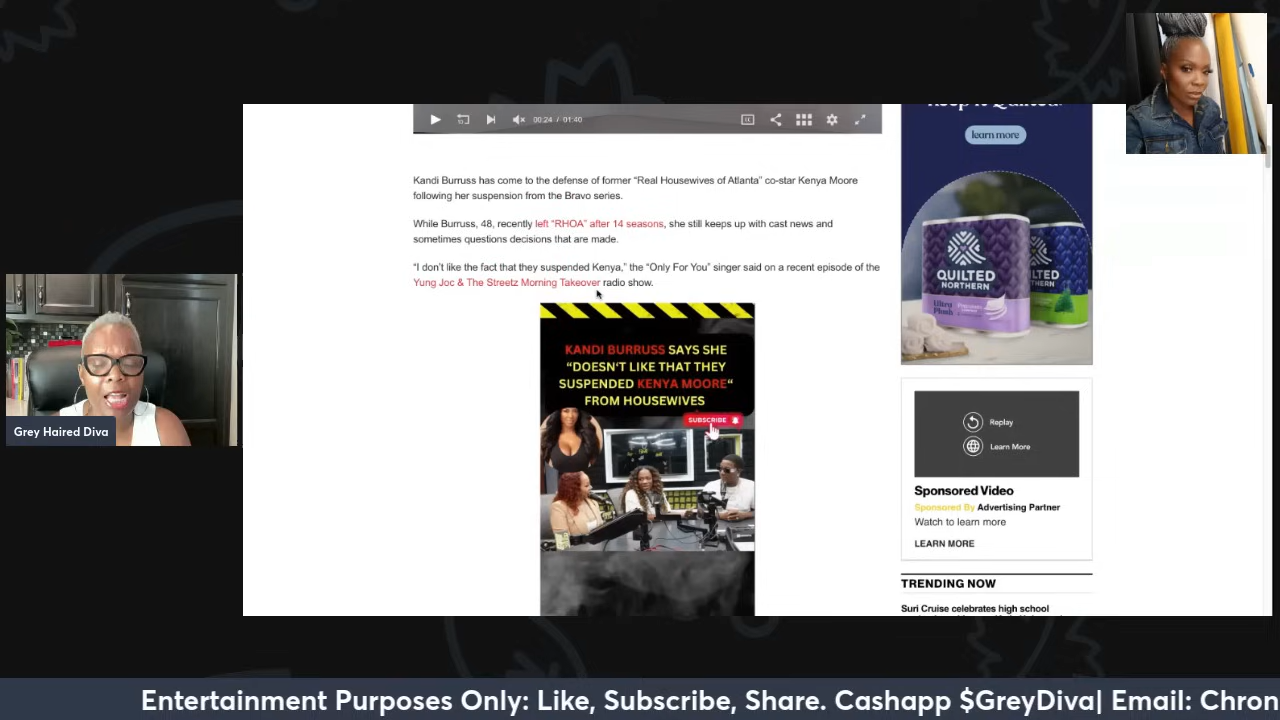 Keep it Quilted.
learn more
00:24 / 01:40
Kandi Burruss has come to the defense of former “Real Housewives of Atlanta” co-star Kenya Moore
following her suspension from the Bravo series.
While Burruss, 48, recently left “RHOA” after 14 seasons, she still keeps up with cast news and
sometimes questions decisions that are made.
“I don’t like the fact that they suspended Kenya,” the “Only For You” singer said on a recent episode of the
Yung Joc & The Streetz Morning Takeover radio show.
KANDI BURRUSS SAYS SHE
“DOESN'T LIKE THAT THEY
SUSPENDED KENYA MOORE“
FROM HOUSEWIVES
SUBSCRIBE
QUILTED
NORTHERN
Ultra
Plush
Replay
Learn More
Sponsored Video
Sponsored By Advertising Partner
Watch to learn more
LEARN MORE
TRENDING NOW
Suri Cruise celebrates high school
Grey Haired Diva
Entertainment Purposes Only: Like, Subscribe, Share. Cashapp $GreyDiva| Email: Chron